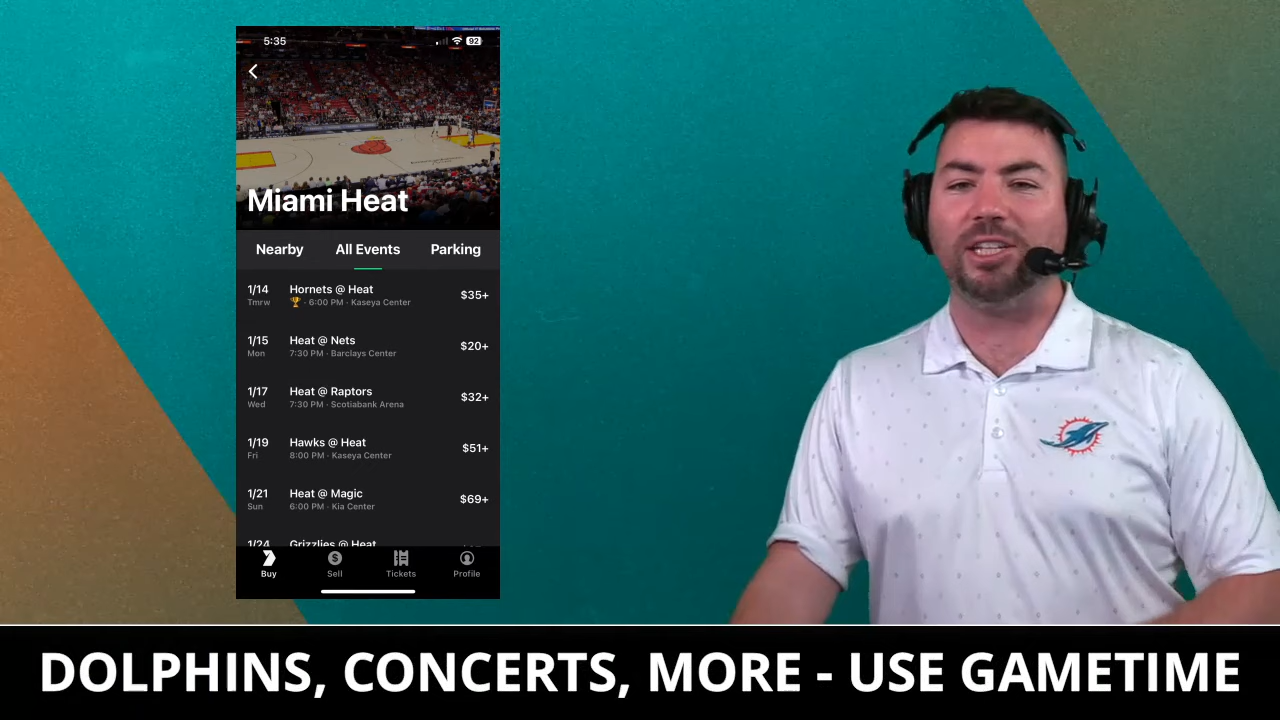 5:35
92
Miami Heat
Nearby All Events Parking
1/14 Hornets @ Heat $35+
Tmrw 🏆 · 6:00 PM · Kaseya Center
1/15 Heat @ Nets $20+
Mon 7:30 PM · Barclays Center
1/17 Heat @ Raptors $32+
Wed 7:30 PM · Scotiabank Arena
1/19 Hawks @ Heat $51+
Fri 8:00 PM · Kaseya Center
1/21 Heat @ Magic $69+
Sun 6:00 PM · Kia Center
1/24 Grizzlies @ Heat
Buy Sell Tickets Profile
DOLPHINS, CONCERTS, MORE - USE GAMETIME